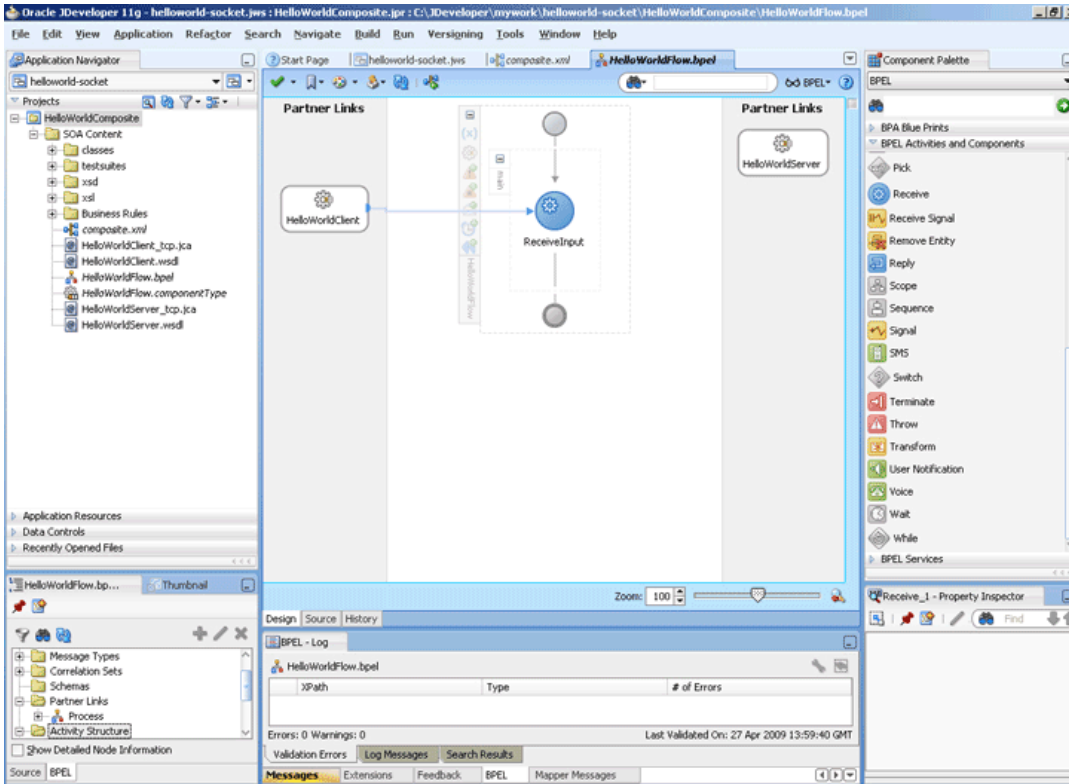 Oracle JDeveloper 11g - helloworld-socket.jws : HelloWorldComposite.jpr : C:\JDeveloper\mywork\helloworld-socket\HelloWorldComposite\HelloWorldFlow.bpel
File Edit View Application Refactor Search Navigate Build Run Versioning Tools Window Help
Application Navigator
helloworld-socket
Projects
HelloWorldComposite
SOA Content
classes
testsuites
xsd
xsl
Business Rules
composite.xml
HelloWorldClient_tcp.jca
HelloWorldClient.wsdl
HelloWorldFlow.bpel
HelloWorldFlow.componentType
HelloWorldServer_tcp.jca
HelloWorldServer.wsdl
Application Resources
Data Controls
Recently Opened Files
HelloWorldFlow.bp... Thumbnail
Message Types
Correlation Sets
Schemas
Partner Links
Process
Activity Structure
Show Detailed Node Information
Source BPEL
Start Page helloworld-socket.jws composite.xml HelloWorldFlow.bpel
BPEL
Partner Links Partner Links
HelloWorldServer
main
HelloWorldClient
ReceiveInput
HelloWorldFlow
Zoom: 100
Design Source History
BPEL - Log
HelloWorldFlow.bpel
XPath Type # of Errors
Errors: 0 Warnings: 0 Last Validated On: 27 Apr 2009 13:59:40 GMT
Validation Errors Log Messages Search Results
Messages Extensions Feedback BPEL Mapper Messages
Component Palette
BPEL
BPA Blue Prints
BPEL Activities and Components
Pick
Receive
Receive Signal
Remove Entity
Reply
Scope
Sequence
Signal
SMS
Switch
Terminate
Throw
Transform
User Notification
Voice
Wait
While
BPEL Services
Receive_1 - Property Inspector
Find